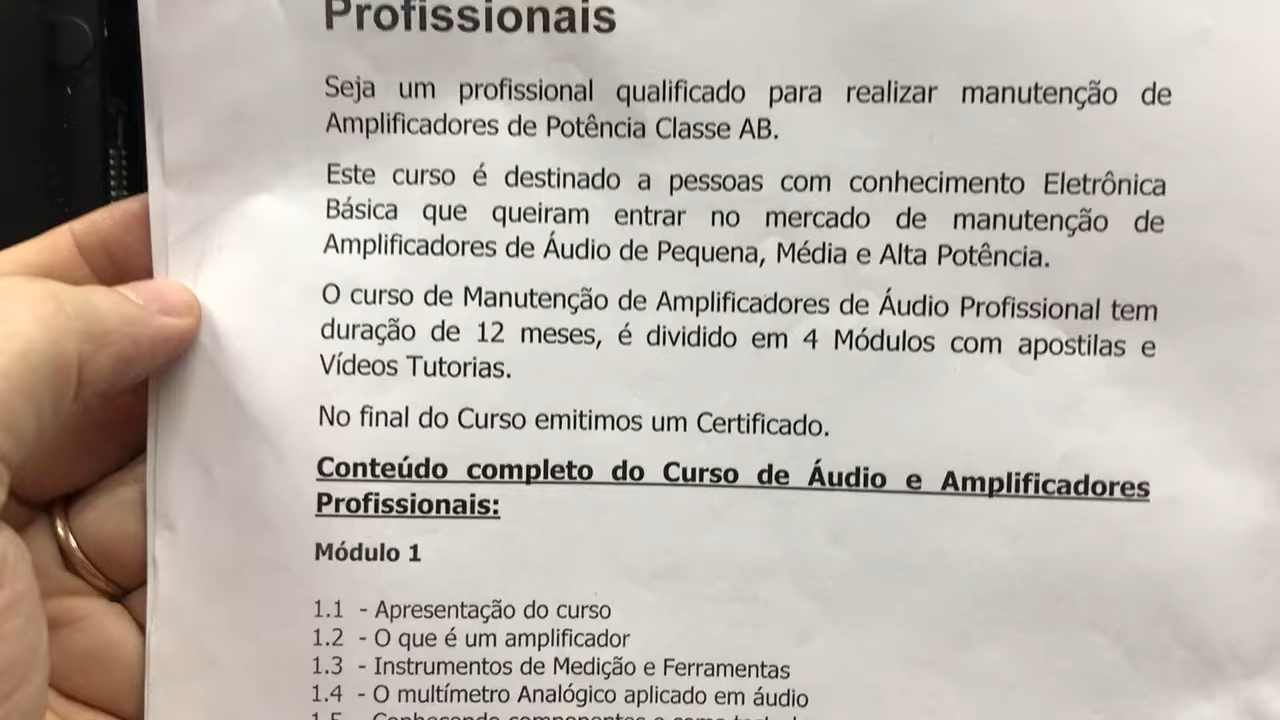 Profissionais
Seja um profissional qualificado para realizar manutenção de
Amplificadores de Potência Classe AB.
Este curso é destinado a pessoas com conhecimento Eletrônica
Básica que queiram entrar no mercado de manutenção de
Amplificadores de Áudio de Pequena, Média e Alta Potência.
O curso de Manutenção de Amplificadores de Áudio Profissional tem
duração de 12 meses, é dividido em 4 Módulos com apostilas e
Vídeos Tutorias.
No final do Curso emitimos um Certificado.
Conteúdo completo do Curso de Áudio e Amplificadores
Profissionais:
Módulo 1
1.1 - Apresentação do curso
1.2 - O que é um amplificador
1.3 - Instrumentos de Medição e Ferramentas
1.4 - O multímetro Analógico aplicado em áudio
1.5 - Conhecendo componentes e como